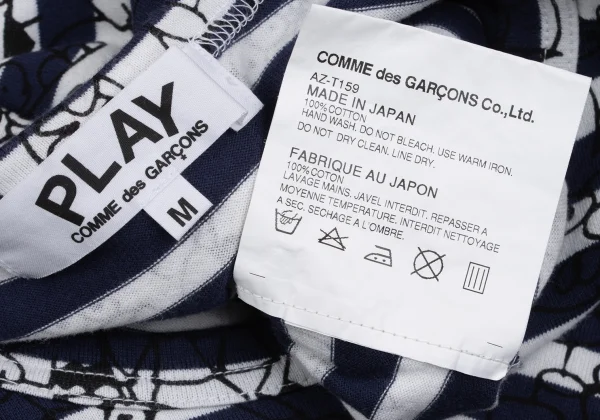 PLAY
COMME des GARÇONS
M
COMME des GARÇONS Co.,Ltd.
AZ-T159
MADE IN JAPAN
100% COTTON
HAND WASH. DO NOT BLEACH. USE WARM IRON.
DO NOT DRY CLEAN. LINE DRY.
FABRIQUE AU JAPON
100% COTON
LAVAGE MAINS. JAVEL INTERDIT. REPASSER A
MOYENNE TEMPERATURE. INTERDIT NETTOYAGE
A SEC. SECHAGE A L'OMBRE.